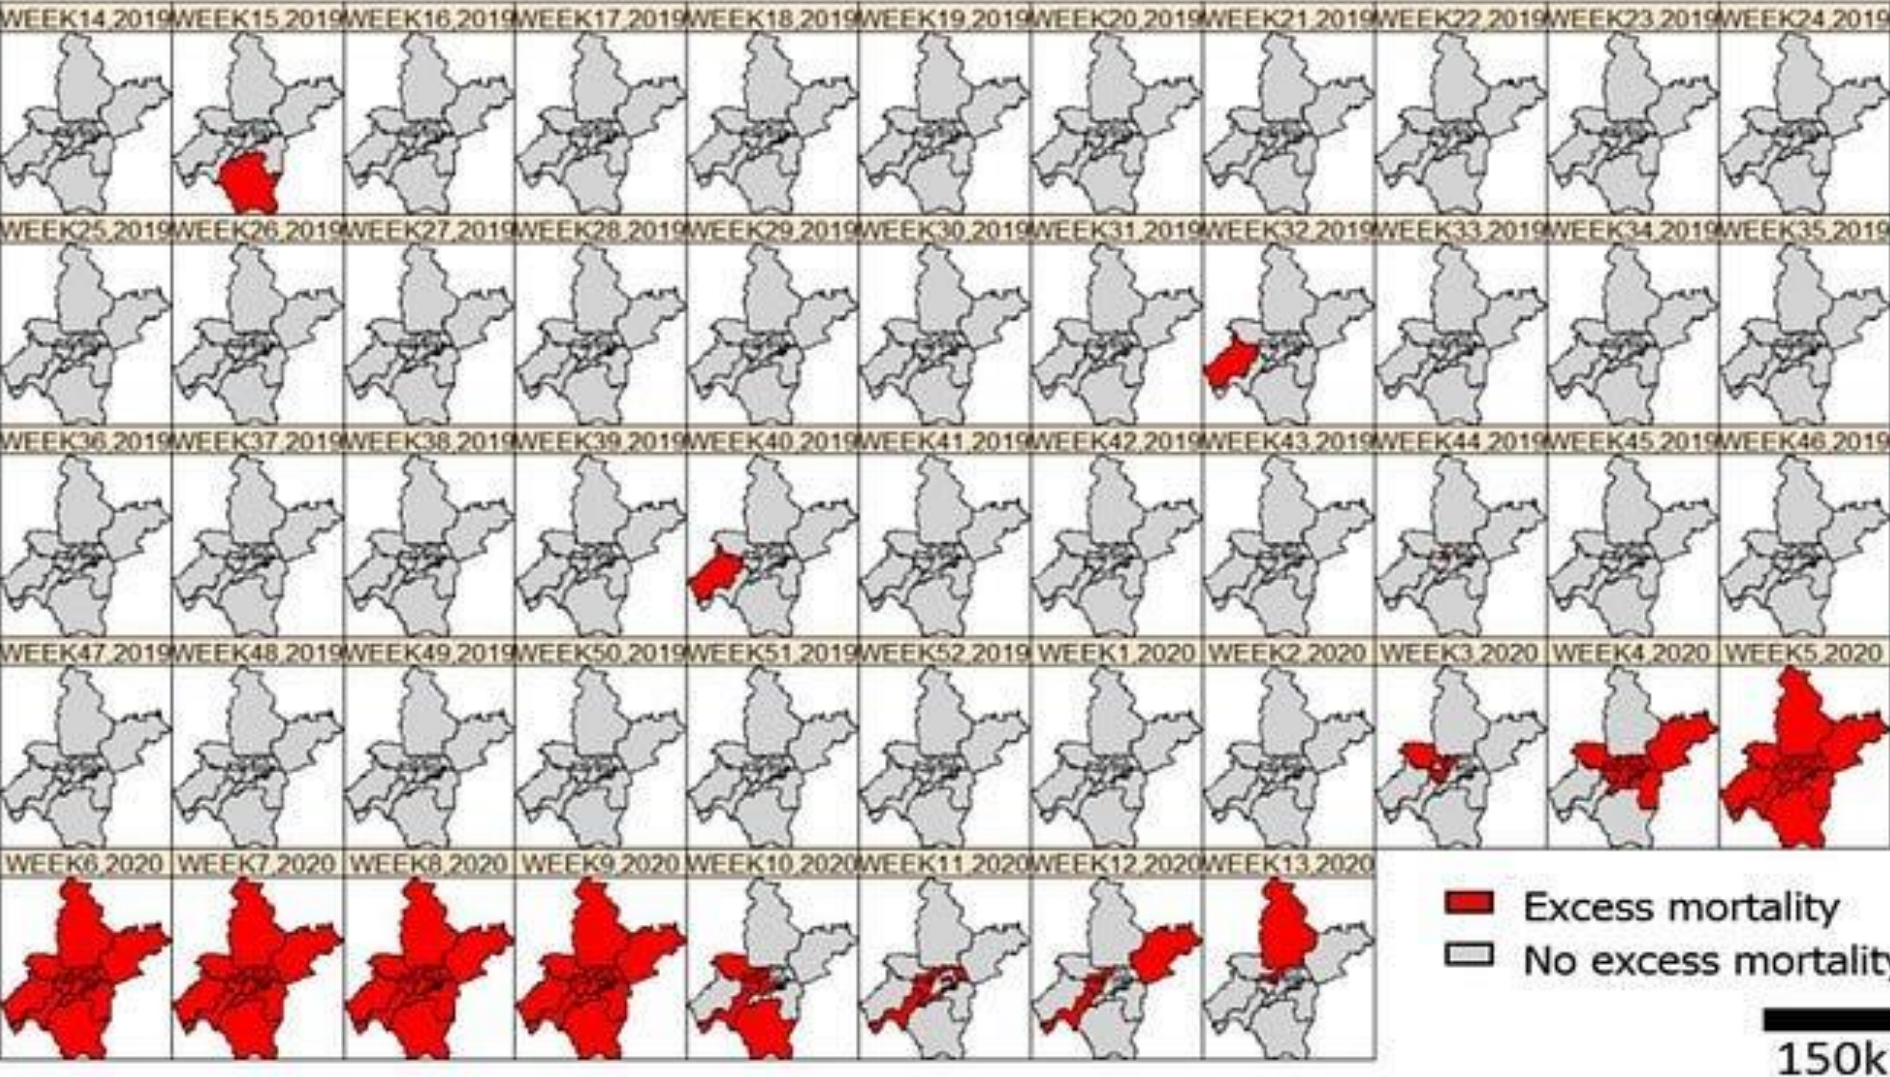 WEEK14,2019 WEEK15,2019 WEEK16,2019 WEEK17,2019 WEEK18,2019 WEEK19,2019 WEEK20,2019 WEEK21,2019 WEEK22,2019 WEEK23,2019 WEEK24,2019
WEEK25,2019 WEEK26,2019 WEEK27,2019 WEEK28,2019 WEEK29,2019 WEEK30,2019 WEEK31,2019 WEEK32,2019 WEEK33,2019 WEEK34,2019 WEEK35,2019
WEEK36,2019 WEEK37,2019 WEEK38,2019 WEEK39,2019 WEEK40,2019 WEEK41,2019 WEEK42,2019 WEEK43,2019 WEEK44,2019 WEEK45,2019 WEEK46,2019
WEEK47,2019 WEEK48,2019 WEEK49,2019 WEEK50,2019 WEEK51,2019 WEEK52,2019 WEEK1,2020 WEEK2,2020 WEEK3,2020 WEEK4,2020 WEEK5,2020
WEEK6,2020 WEEK7,2020 WEEK8,2020 WEEK9,2020 WEEK10,2020 WEEK11,2020 WEEK12,2020 WEEK13,2020
Excess mortality
No excess mortality
150k